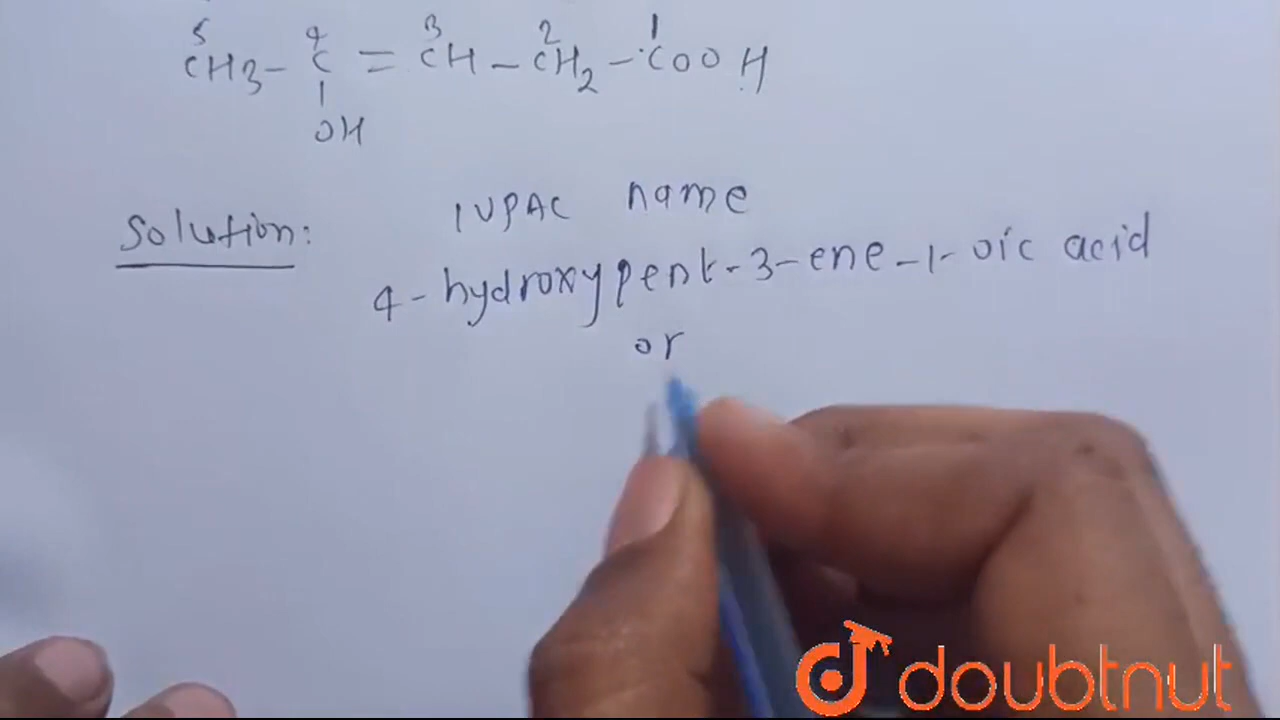 5 4 3 2 1
CH3 - C = CH - CH2 - COOH
OH
Solution:
IUPAC name
4-hydroxypent-3-ene-1-oic acid
or
doubtnut